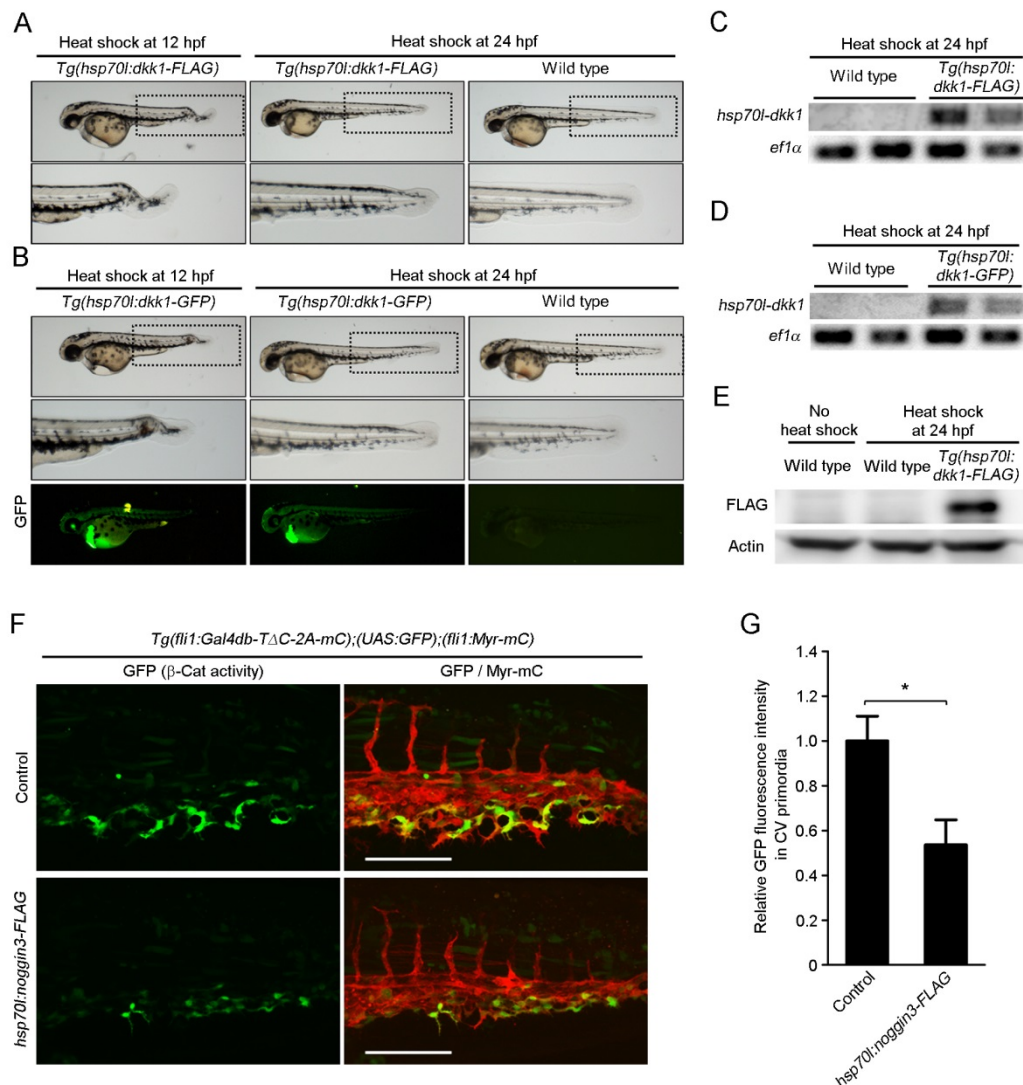 A
Heat shock at 12 hpf
Heat shock at 24 hpf
Tg(hsp70l:dkk1-FLAG)
Tg(hsp70l:dkk1-FLAG)
Wild type
B
Heat shock at 12 hpf
Heat shock at 24 hpf
Tg(hsp70l:dkk1-GFP)
Tg(hsp70l:dkk1-GFP)
Wild type
GFP
C
Heat shock at 24 hpf
Wild type
Tg(hsp70l:
dkk1-FLAG)
hsp70l-dkk1
ef1α
D
Heat shock at 24 hpf
Wild type
Tg(hsp70l:
dkk1-GFP)
hsp70l-dkk1
ef1α
E
No
heat shock
Heat shock
at 24 hpf
Wild type
Wild type
Tg(hsp70l:
dkk1-FLAG)
FLAG
Actin
F
Tg(fli1:Gal4db-TΔC-2A-mC);(UAS:GFP);(fli1:Myr-mC)
GFP (β-Cat activity)
GFP / Myr-mC
Control
hsp70l:noggin3-FLAG
G
Relative GFP fluorescence intensity
in CV primordia
1.4
1.2
1.0
0.8
0.6
0.4
0.2
0
*
Control
hsp70l:noggin3-FLAG